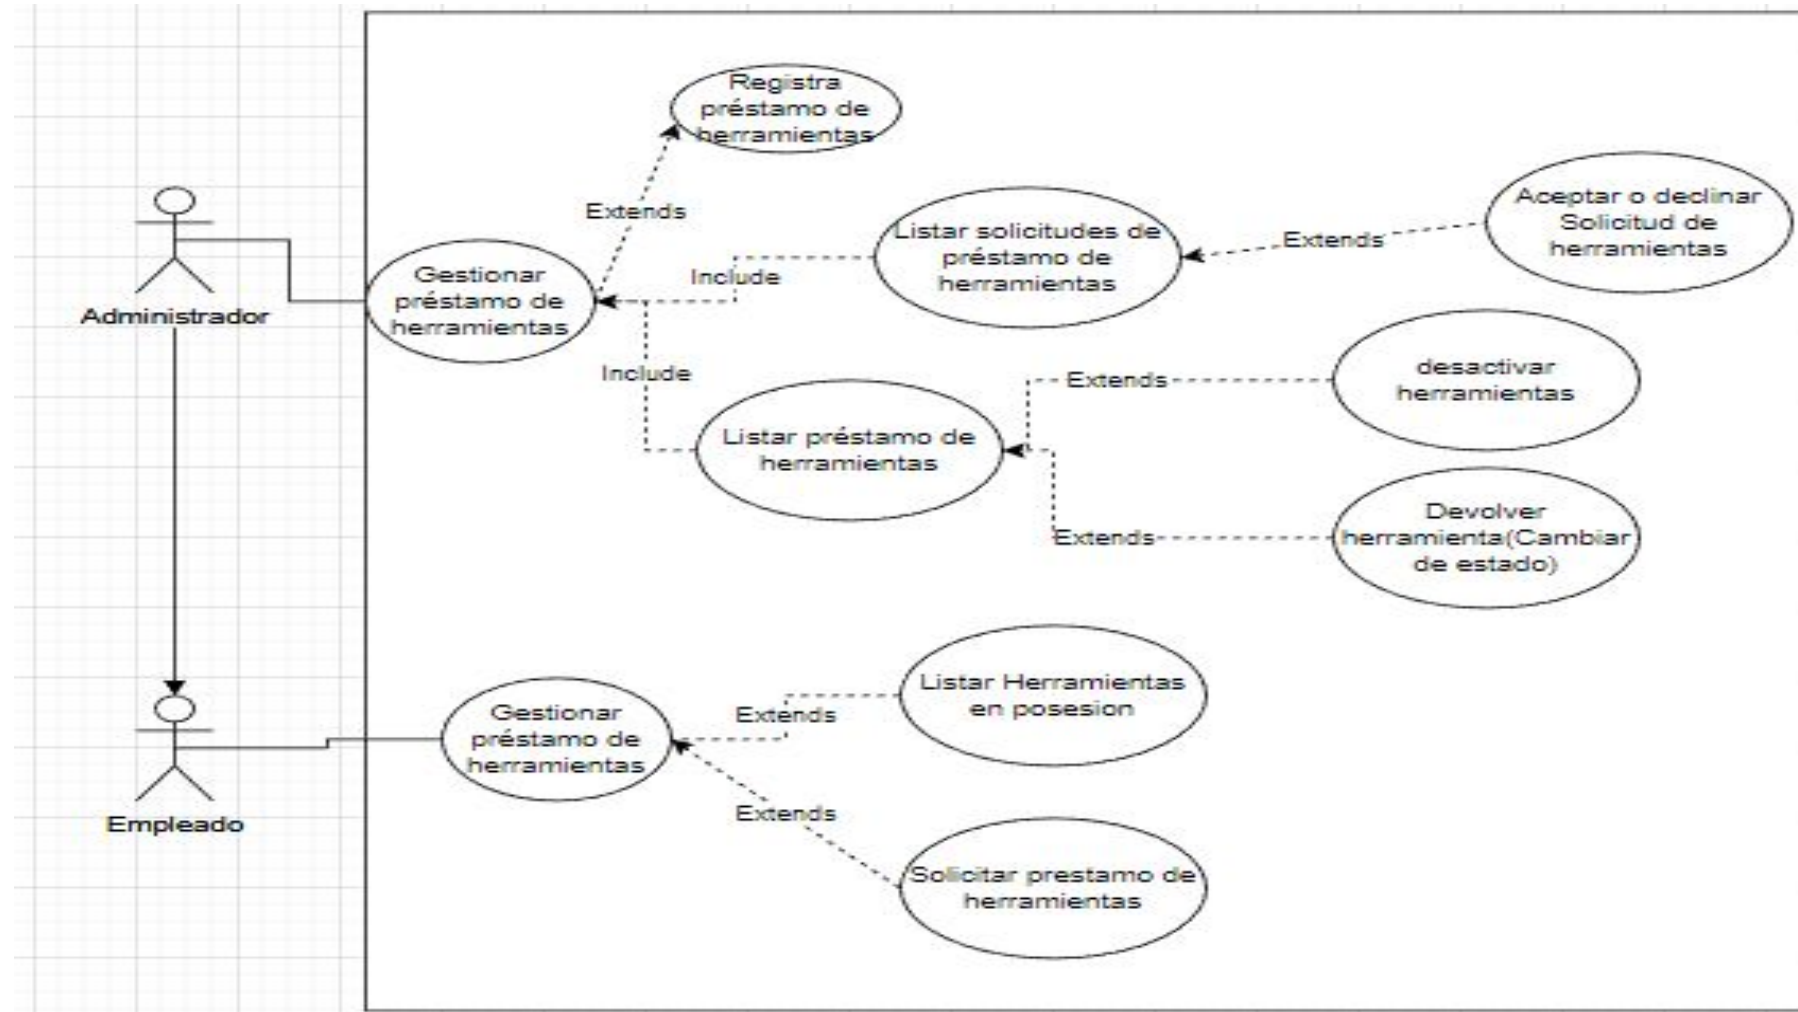 Registra
préstamo de
herramientas
Extends
Aceptar o declinar
Solicitud de
herramientas
Extends
Listar solicitudes de
préstamo de
herramientas
Include
Gestionar
préstamo de
herramientas
Administrador
Include
Extends
desactivar
herramientas
Listar préstamo de
herramientas
Extends
Devolver
herramienta(Cambiar
de estado)
Listar Herramientas
en posesion
Extends
Gestionar
préstamo de
herramientas
Empleado
Extends
Solicitar prestamo de
herramientas